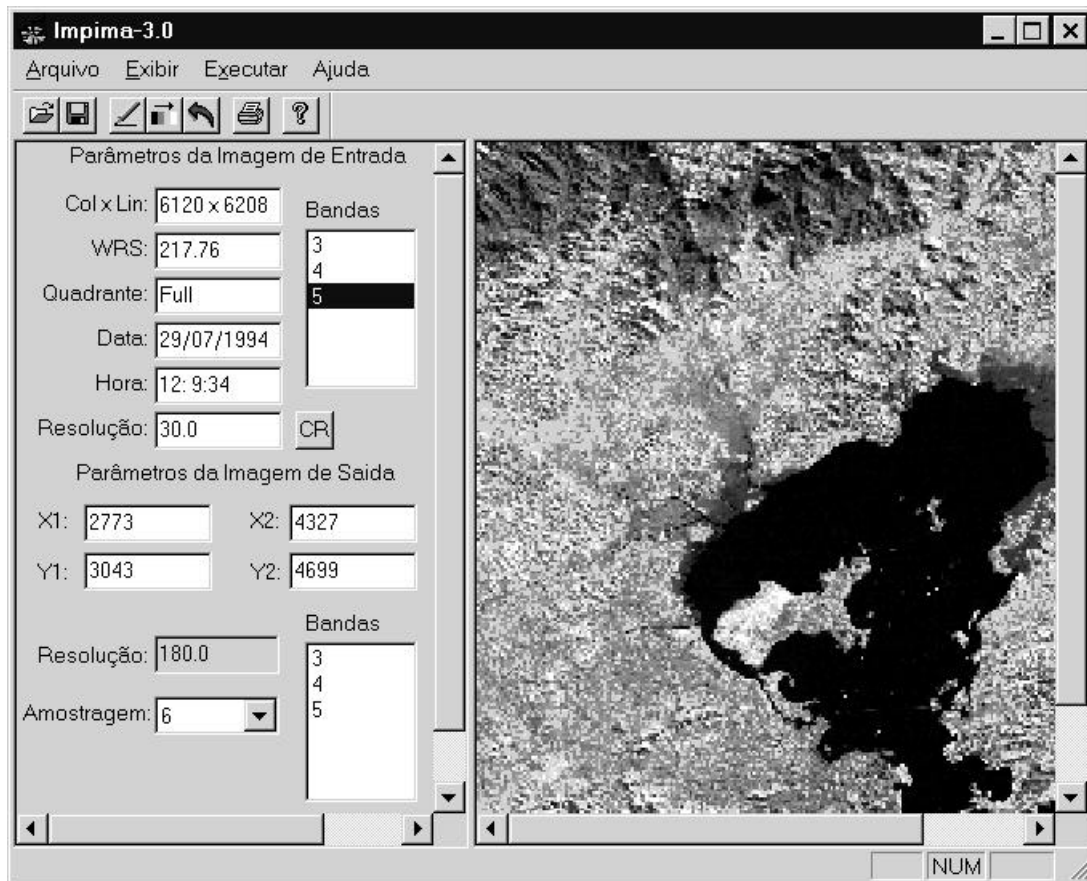 Impima-3.0
Arquivo Exibir Executar Ajuda
Parâmetros da Imagem de Entrada
Col x Lin: 6120 x 6208
WRS: 217.76
Quadrante: Full
Data: 29/07/1994
Hora: 12: 9:34
Resolução: 30.0 CR
Bandas
3
4
5
Parâmetros da Imagem de Saida
X1: 2773 X2: 4327
Y1: 3043 Y2: 4699
Resolução: 180.0
Amostragem: 6
Bandas
3
4
5
NUM